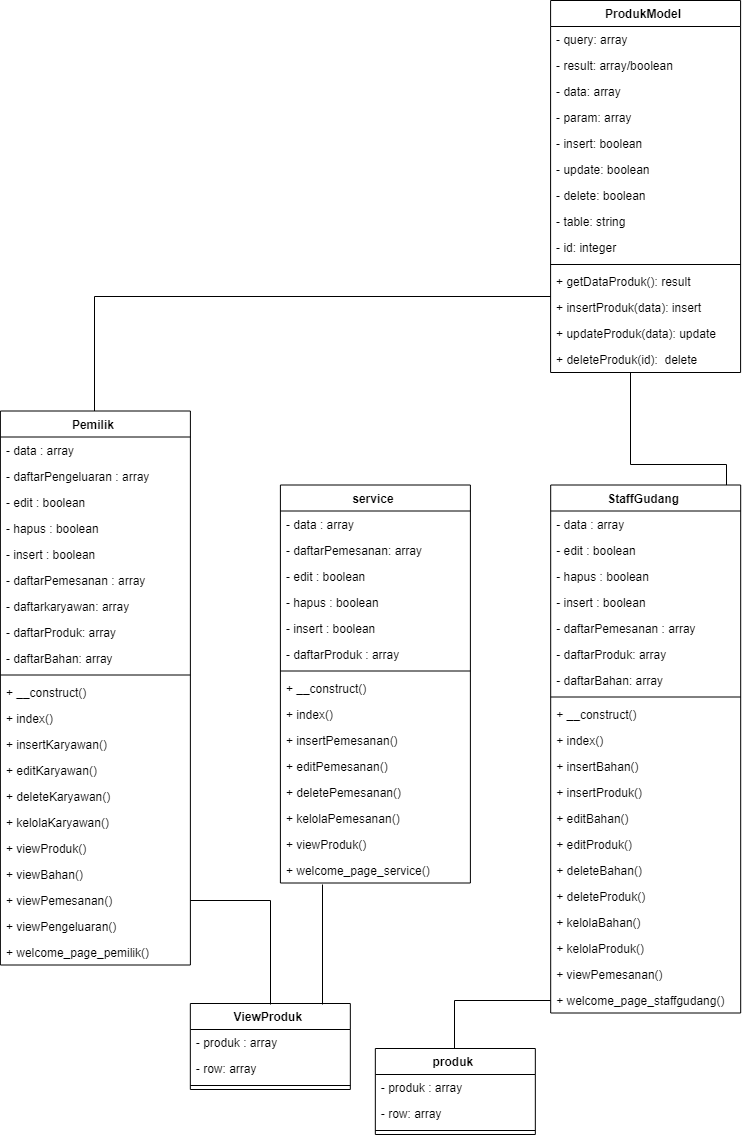 ProdukModel
- query: array
- result: array/boolean
- data: array
- param: array
- insert: boolean
- update: boolean
- delete: boolean
- table: string
- id: integer
+ getDataProduk(): result
+ insertProduk(data): insert
+ updateProduk(data): update
+ deleteProduk(id):  delete
Pemilik
- data : array
- daftarPengeluaran : array
- edit : boolean
- hapus : boolean
- insert : boolean
- daftarPemesanan : array
- daftarkaryawan: array
- daftarProduk: array
- daftarBahan: array
+ __construct()
+ index()
+ insertKaryawan()
+ editKaryawan()
+ deleteKaryawan()
+ kelolaKaryawan()
+ viewProduk()
+ viewBahan()
+ viewPemesanan()
+ viewPengeluaran()
+ welcome_page_pemilik()
service
- data : array
- daftarPemesanan: array
- edit : boolean
- hapus : boolean
- insert : boolean
- daftarProduk : array
+ __construct()
+ index()
+ insertPemesanan()
+ editPemesanan()
+ deletePemesanan()
+ kelolaPemesanan()
+ viewProduk()
+ welcome_page_service()
StaffGudang
- data : array
- edit : boolean
- hapus : boolean
- insert : boolean
- daftarPemesanan : array
- daftarProduk: array
- daftarBahan: array
+ __construct()
+ index()
+ insertBahan()
+ insertProduk()
+ editBahan()
+ editProduk()
+ deleteBahan()
+ deleteProduk()
+ kelolaBahan()
+ kelolaProduk()
+ viewPemesanan()
+ welcome_page_staffgudang()
ViewProduk
- produk : array
- row: array
produk
- produk : array
- row: array